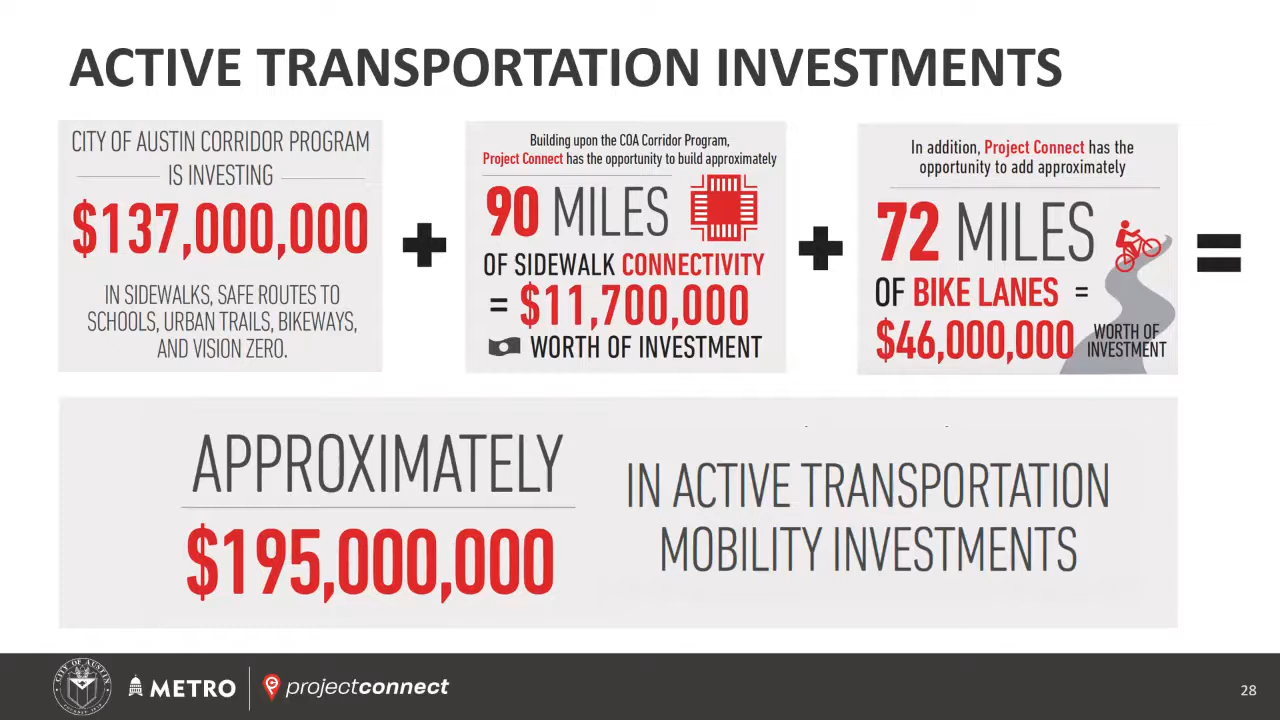 ACTIVE TRANSPORTATION INVESTMENTS
CITY OF AUSTIN CORRIDOR PROGRAM
IS INVESTING
$137,000,000
IN SIDEWALKS, SAFE ROUTES TO
SCHOOLS, URBAN TRAILS, BIKEWAYS,
AND VISION ZERO.
+
Building upon the COA Corridor Program,
Project Connect has the opportunity to build approximately
90 MILES
OF SIDEWALK CONNECTIVITY
= $11,700,000
WORTH OF INVESTMENT
+
In addition, Project Connect has the
opportunity to add approximately
72 MILES
OF BIKE LANES =
$46,000,000 WORTH OF
INVESTMENT
=
APPROXIMATELY
$195,000,000
IN ACTIVE TRANSPORTATION
MOBILITY INVESTMENTS
CITY OF AUSTIN
METRO
projectconnect
28